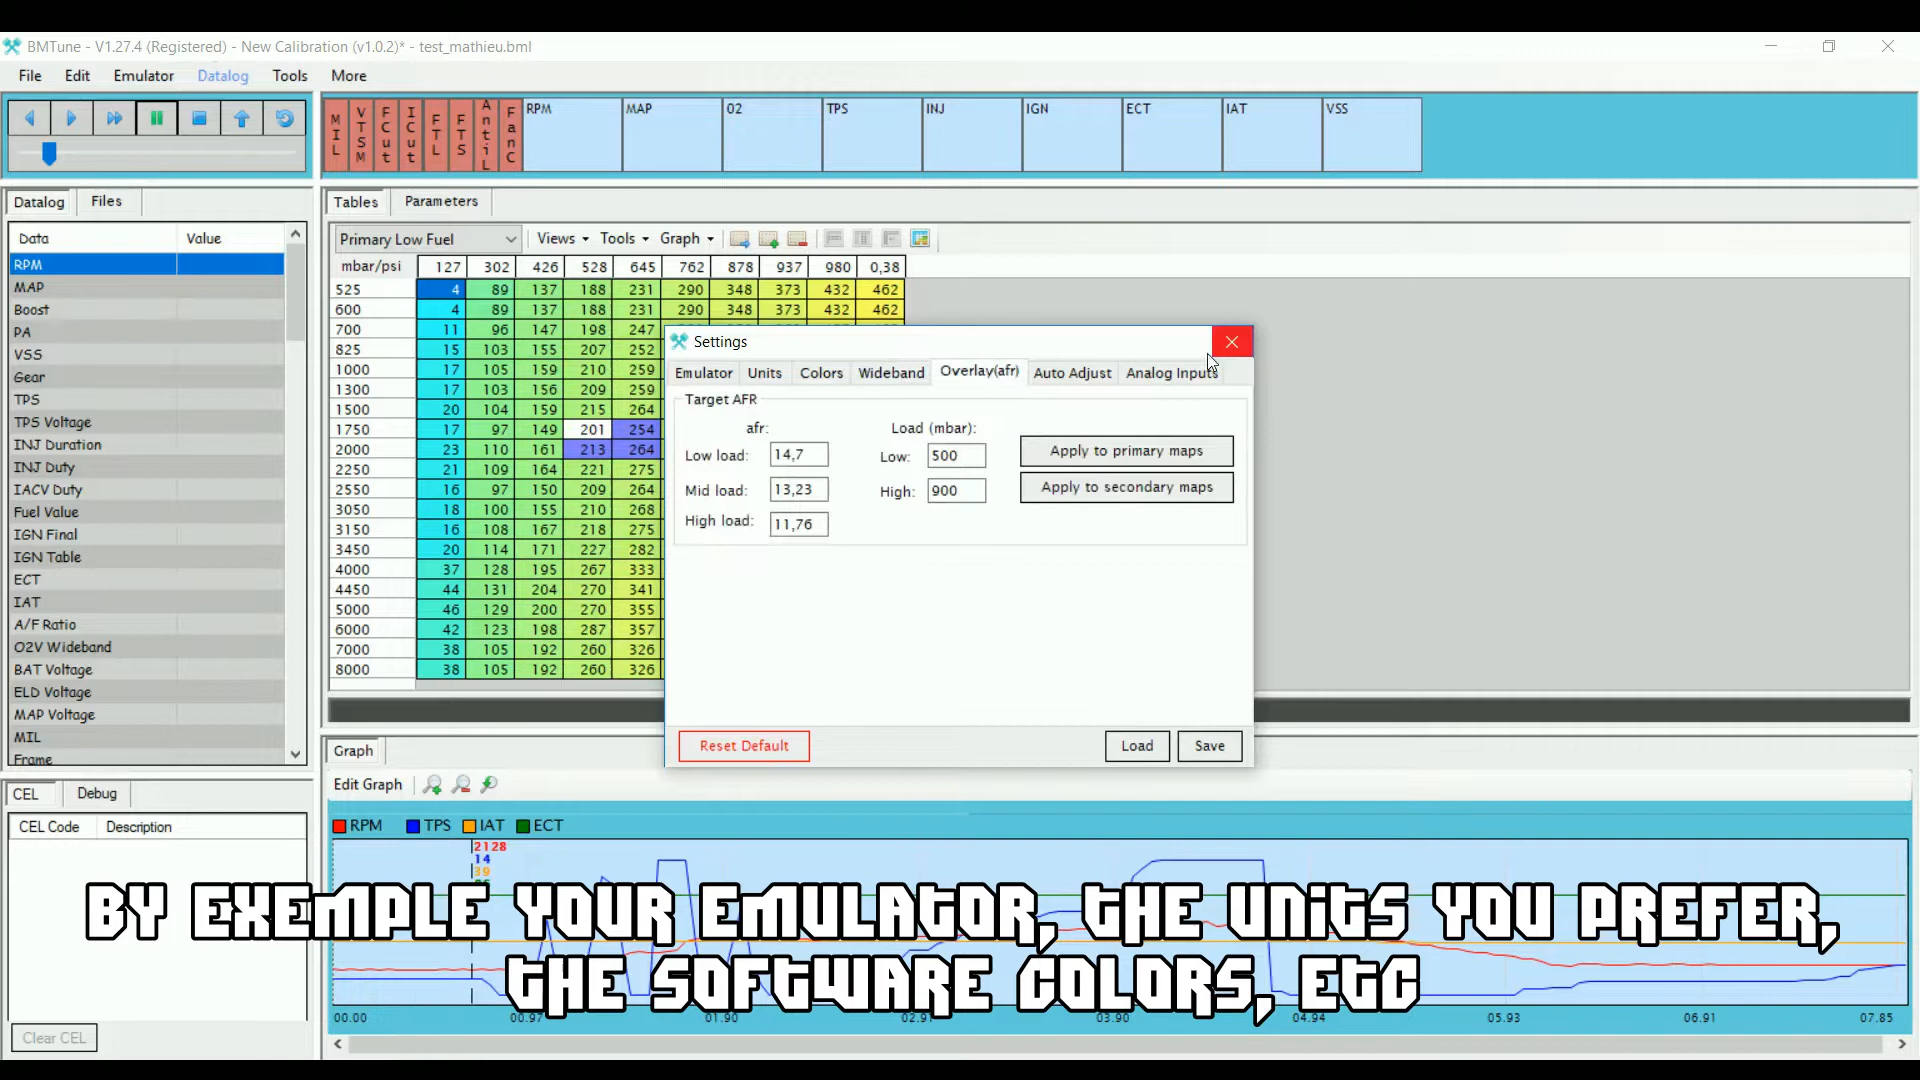 BMTune - V1.27.4 (Registered) - New Calibration (v1.0.2)* - test_mathieu.bml
File Edit Emulator Datalog Tools More
MIL VTSM FCut ICut FTL FTS AntiL FanC RPM MAP O2 TPS INJ IGN ECT IAT VSS
Datalog Files
Data Value
RPM
MAP
Boost
PA
VSS
Gear
TPS
TPS Voltage
INJ Duration
INJ Duty
IACV Duty
Fuel Value
IGN Final
IGN Table
ECT
IAT
A/F Ratio
O2V Wideband
BAT Voltage
ELD Voltage
MAP Voltage
MIL
Frame
CEL Debug
CEL Code Description
Clear CEL
Tables Parameters
Primary Low Fuel Views Tools Graph
mbar/psi 127 302 426 528 645 762 878 937 980 0,38
525 4 89 137 188 231 290 348 373 432 462
600 4 89 137 188 231 290 348 373 432 462
700 11 96 147 198 247
825 15 103 155 207 252
1000 17 105 159 210 259
1300 17 103 156 209 259
1500 20 104 159 215 264
1750 17 97 149 201 254
2000 23 110 161 213 264
2250 21 109 164 221 275
2550 16 97 150 209 264
3050 18 100 155 210 268
3150 16 108 167 218 275
3450 20 114 171 227 282
4000 37 128 195 267 333
4450 44 131 204 270 341
5000 46 129 200 270 355
6000 42 123 198 287 357
7000 38 105 192 260 326
8000 38 105 192 260 326
Settings
Emulator Units Colors Wideband Overlay(afr) Auto Adjust Analog Inputs
Target AFR
afr: Load (mbar):
Low load: 14,7 Low: 500 Apply to primary maps
Mid load: 13,23 High: 900 Apply to secondary maps
High load: 11,76
Reset Default Load Save
Graph
Edit Graph
RPM TPS IAT ECT
2128
14
39
BY EXEMPLE YOUR EMULATOR, THE UNITS YOU PREFER,
THE SOFTWARE COLORS, ETC
00.00 00.97 01.90 02.91 03.90 04.94 05.93 06.91 07.85